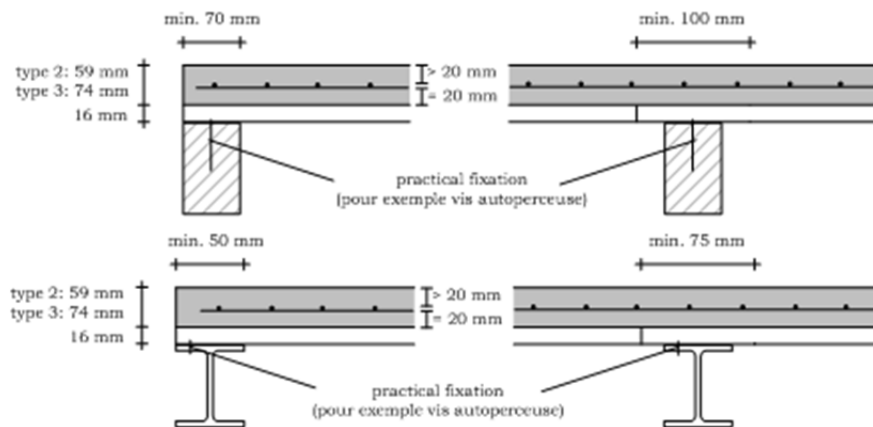 min. 70 mm
min. 100 mm
type 2: 59 mm
type 3: 74 mm
16 mm
> 20 mm
= 20 mm
practical fixation
(pour exemple vis autoperceuse)
min. 50 mm
min. 75 mm
type 2: 59 mm
type 3: 74 mm
16 mm
> 20 mm
= 20 mm
practical fixation
(pour exemple vis autoperceuse)